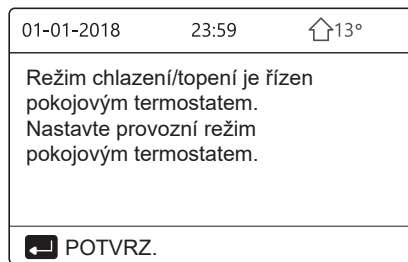 01-01-2018 23:59 13°
Režim chlazení/topení je řízen
pokojovým termostatem.
Nastavte provozní režim
pokojovým termostatem.
POTVRZ.